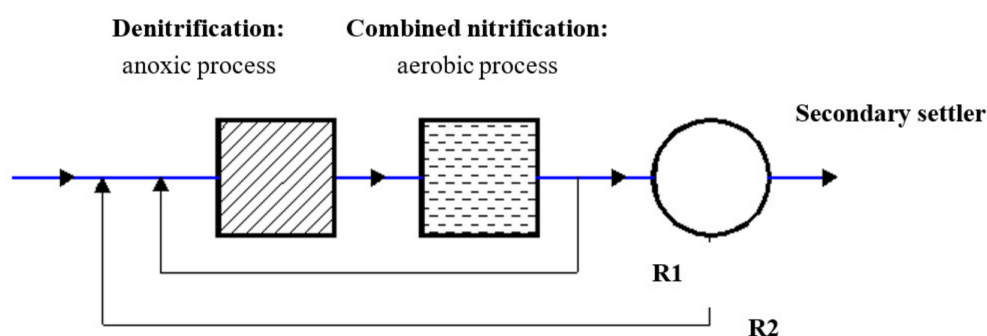 Denitrification:
anoxic process
Combined nitrification:
aerobic process
Secondary settler
R1
R2